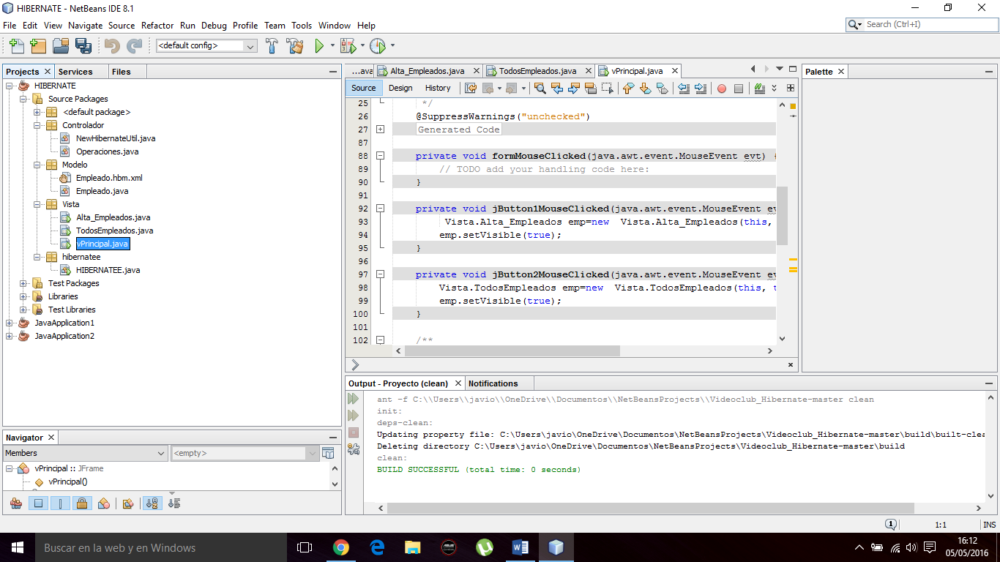 HIBERNATE - NetBeans IDE 8.1
File Edit View Navigate Source Refactor Run Debug Profile Team Tools Window Help
Search (Ctrl+I)
<default config>
Projects Services Files
HIBERNATE
Source Packages
<default package>
Controlador
NewHibernateUtil.java
Operaciones.java
Modelo
Empleado.hbm.xml
Empleado.java
Vista
Alta_Empleados.java
TodosEmpleados.java
vPrincipal.java
hibernatee
HIBERNATEE.java
Test Packages
Libraries
Test Libraries
JavaApplication1
JavaApplication2
Navigator
Members <empty>
vPrincipal :: JFrame
vPrincipal()
...ava Alta_Empleados.java TodosEmpleados.java vPrincipal.java
Source Design History
25 */
26 @SuppressWarnings("unchecked")
27 Generated Code
87
88 private void formMouseClicked(java.awt.event.MouseEvent evt) {
89 // TODO add your handling code here:
90 }
91
92 private void jButton1MouseClicked(java.awt.event.MouseEvent ev
93 Vista.Alta_Empleados emp=new Vista.Alta_Empleados(this,
94 emp.setVisible(true);
95 }
96
97 private void jButton2MouseClicked(java.awt.event.MouseEvent ev
98 Vista.TodosEmpleados emp=new Vista.TodosEmpleados(this, t
99 emp.setVisible(true);
100 }
101
102 /**
Palette
Output - Proyecto (clean) Notifications
ant -f C:\\Users\\javio\\OneDrive\\Documentos\\NetBeansProjects\\Videoclub_Hibernate-master clean
init:
deps-clean:
Updating property file: C:\Users\javio\OneDrive\Documentos\NetBeansProjects\Videoclub_Hibernate-master\build\built-clea
Deleting directory C:\Users\javio\OneDrive\Documentos\NetBeansProjects\Videoclub_Hibernate-master\build
clean:
BUILD SUCCESSFUL (total time: 0 seconds)
1 1:1 INS
Buscar en la web y en Windows
16:12
05/05/2016